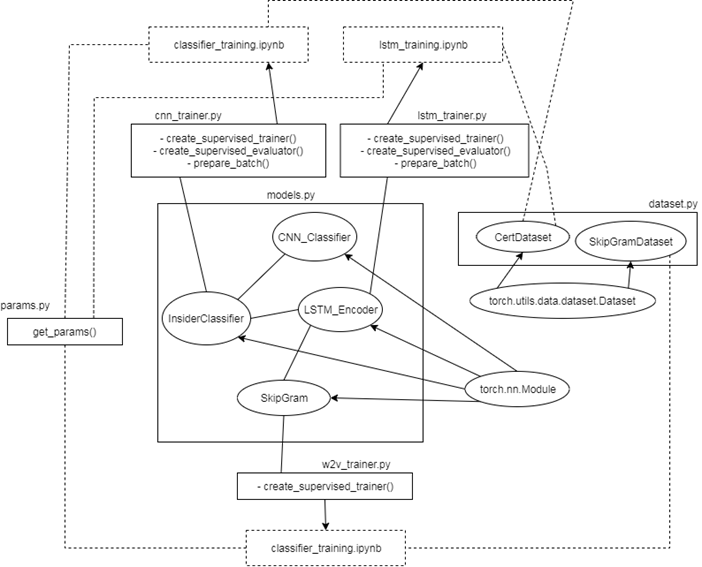 classifier_training.ipynb
lstm_training.ipynb
cnn_trainer.py
lstm_trainer.py
- create_supervised_trainer()
- create_supervised_evaluator()
- prepare_batch()
- create_supervised_trainer()
- create_supervised_evaluator()
- prepare_batch()
models.py
dataset.py
CNN_Classifier
CertDataset
SkipGramDataset
torch.utils.data.dataset.Dataset
params.py
get_params()
InsiderClassifier
LSTM_Encoder
SkipGram
torch.nn.Module
w2v_trainer.py
- create_supervised_trainer()
classifier_training.ipynb